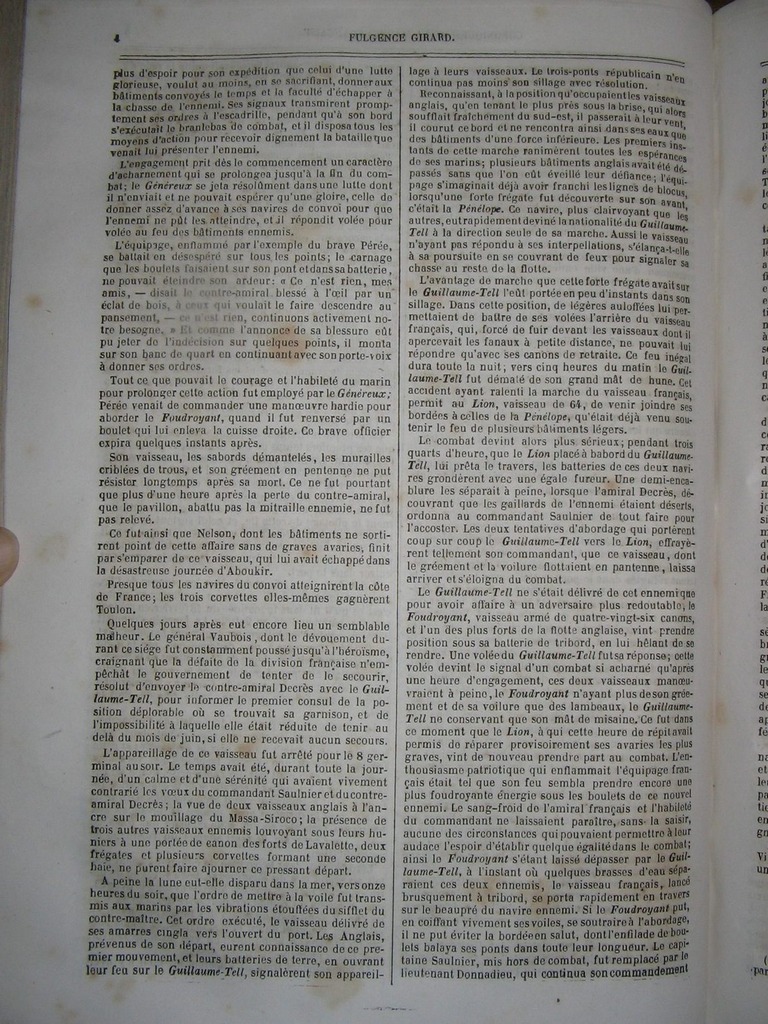 4
FULGENCE GIRARD.
plus d'espoir pour son expédition que celui d'une lutte
glorieuse, voulut au moins, en se sacrifiant, donner aux
bâtiments convoyés le temps et la faculté d'échapper à
la chasse de l'ennemi. Ses signaux transmirent promp-
tement ses ordres à l'escadrille, pendant qu'à son bord
s'exécutait le branlebas de combat, et il disposa tous les
moyens d'action pour recevoir dignement la bataille que
venait lui présenter l'ennemi.
L'engagement prit dès le commencement un caractère
d'acharnement qui se prolongea jusqu'à la fin du com-
bat; le Généreux se jeta résolûment dans une lutte dont
il n'enviait et ne pouvait espérer qu'une gloire, celle de
donner assez d'avance à ses navires de convoi pour que
l'ennemi ne pût les atteindre, et il répondit volée pour
volée au feu des bâtiments ennemis.
L'équipage, enflammé par l'exemple du brave Pérée,
se battait en désespéré sur tous les points; le carnage
que les boulets faisaient sur son pont et dans sa batterie,
ne pouvait éteindre son ardeur: « Ce n'est rien, mes
amis, — disait le contre-amiral blessé à l'œil par un
éclat de bois, à ceux qui voulait le faire descendre au
pansement, — ce n'est rien, continuons activement no-
tre besogne. » Et comme l'annonce de sa blessure eût
pu jeter de l'indécision sur quelques points, il monta
sur son banc de quart en continuant avec son porte-voix
à donner ses ordres.
Tout ce que pouvait le courage et l'habileté du marin
pour prolonger cette action fut employé par le Généreux;
Pérée venait de commander une manœuvre hardie pour
aborder le Foudroyant, quand il fut renversé par un
boulet qui lui enleva la cuisse droite. Ce brave officier
expira quelques instants après.
Son vaisseau, les sabords démantelés, les murailles
criblées de trous, et son gréement en pentenne ne put
résister longtemps après sa mort. Ce ne fut pourtant
que plus d'une heure après la perte du contre-amiral,
que le pavillon, abattu pas la mitraille ennemie, ne fut
pas relevé.
Ce fut ainsi que Nelson, dont les bâtiments ne sorti-
rent point de cette affaire sans de graves avaries, finit
par s'emparer de ce vaisseau, qui lui avait échappé dans
la désastreuse journée d'Aboukir.
Presque tous les navires du convoi atteignirent la côte
de France; les trois corvettes elles-mêmes gagnèrent
Toulon.
Quelques jours après eut encore lieu un semblable
malheur. Le général Vaubois, dont le dévouement du-
rant ce siége fut constamment poussé jusqu'à l'héroïsme,
craignant que la défaite de la division française n'em-
pêchât le gouvernement de tenter de le secourir,
résolut d'envoyer le contre-amiral Decrès avec le Guil-
laume-Tell, pour informer le premier consul de la po-
sition déplorable où se trouvait sa garnison, et de
l'impossibilité à laquelle elle était réduite de tenir au
delà du mois de juin, si elle ne recevait aucun secours.
L'appareillage de ce vaisseau fut arrêté pour le 8 ger-
minal au soir. Le temps avait été, durant toute la jour-
née, d'un calme et d'une sérénité qui avaient vivement
contrarié les vœux du commandant Saulnier et du contre-
amiral Decrès; la vue de deux vaisseaux anglais à l'an-
cre sur le mouillage du Massa-Siroco; la présence de
trois autres vaisseaux ennemis louvoyant sous leurs hu-
niers à une portée de canon des forts de Lavalette, deux
frégates et plusieurs corvettes formant une seconde
haie, ne purent faire ajourner ce pressant départ.
A peine la lune eut-elle disparu dans la mer, vers onze
heures du soir, que l'ordre de mettre à la voile fut trans-
mis aux marins par les vibrations étouffées du sifflet du
contre-maître. Cet ordre exécuté, le vaisseau délivré de
ses amarres cingla vers l'ouvert du port. Les Anglais,
prévenus de son départ, eurent connaissance de ce pre-
mier mouvement, et leurs batteries de terre, en ouvrant
leur feu sur le Guillaume-Tell, signalèrent son appareil-
lage à leurs vaisseaux. Le trois-ponts républicain n'en
continua pas moins son sillage avec résolution.
Reconnaissant, à la position qu'occupaient les vaisseaux
anglais, qu'en tenant le plus près sous la brise, qui alors
soufflait fraîchement du sud-est, il passerait à leur vent,
il courut ce bord et ne rencontra ainsi dans ses eaux que
des bâtiments d'une force inférieure. Les premiers ins-
tants de cette marche ranimèrent toutes les espérances
de ses marins; plusieurs bâtiments anglais avait été dé-
passés sans que l'on eût éveillé leur défiance; l'équi-
page s'imaginait déjà avoir franchi les lignes de blocus,
lorsqu'une forte frégate fut découverte sur son avant,
c'était la Pénélope. Ce navire, plus clairvoyant que les
autres, eut rapidement deviné la nationalité du Guillaume-
Tell à la direction seule de sa marche. Aussi le vaisseau
n'ayant pas répondu à ses interpellations, s'élança-t-elle
à sa poursuite en se couvrant de feux pour signaler sa
chasse au reste de la flotte.
L'avantage de marche que cette forte frégate avait sur
le Guillaume-Tell l'eût portée en peu d'instants dans son
sillage. Dans cette position, de légères auloffées lui per-
mettaient de battre de ses volées l'arrière du vaisseau
français, qui, forcé de fuir devant les vaisseaux dont il
apercevait les fanaux à petite distance, ne pouvait lui
répondre qu'avec ses canons de retraite. Ce feu inégal
dura toute la nuit; vers cinq heures du matin le Guil-
laume-Tell fut démâté de son grand mât de hune. Cet
accident ayant ralenti la marche du vaisseau français,
permit au Lion, vaisseau de 64, de venir joindre ses
bordées à celles de la Pénélope, qu'était déjà venu sou-
tenir le feu de plusieurs bâtiments légers.
Le combat devint alors plus sérieux; pendant trois
quarts d'heure, que le Lion placé à babord du Guillaume-
Tell, lui prêta le travers, les batteries de ces deux navi-
res grondèrent avec une égale fureur. Une demi-enca-
blure les séparait à peine, lorsque l'amiral Decrès, dé-
couvrant que les gaillards de l'ennemi étaient déserts,
ordonna au commandant Saulnier de tout faire pour
l'accoster. Les deux tentatives d'abordage qui portèrent
coup sur coup le Guillaume-Tell vers le Lion, effrayè-
rent tellement son commandant, que ce vaisseau, dont
le gréement et la voilure flottaient en pantenne, laissa
arriver et s'éloigna du combat.
Le Guillaume-Tell ne s'était délivré de cet ennemi que
pour avoir affaire à un adversaire plus redoutable, le
Foudroyant, vaisseau armé de quatre-vingt-six canons,
et l'un des plus forts de la flotte anglaise, vint prendre
position sous sa batterie de tribord, en lui hêlant de se
rendre. Une volée du Guillaume-Tell fut sa réponse; cette
volée devint le signal d'un combat si acharné qu'après
une heure d'engagement, ces deux vaisseaux manœu-
vraient à peine, le Foudroyant n'ayant plus de son grée-
ment et de sa voilure que des lambeaux, le Guillaume-
Tell ne conservant que son mât de misaine. Ce fut dans
ce moment que le Lion, à qui cette heure de répit avait
permis de réparer provisoirement ses avaries les plus
graves, vint de nouveau prendre part au combat. L'en-
thousiasme patriotique qui enflammait l'équipage fran-
çais était tel que son feu sembla prendre encore une
plus foudroyante énergie sous les boulets de ce nouvel
ennemi. Le sang-froid de l'amiral français et l'habileté
du commandant ne laissaient paraître, sans la saisir,
aucune des circonstances qui pouvaient permettre à leur
audace l'espoir d'établir quelque égalité dans le combat;
ainsi le Foudroyant s'étant laissé dépasser par le Guil-
laume-Tell, à l'instant où quelques brasses d'eau sépa-
raient ces deux ennemis, le vaisseau français, lancé
brusquement à tribord, se porta rapidement en travers
sur le beaupré du navire ennemi. Si le Foudroyant put,
en coiffant vivement ses voiles, se soutraire à l'abordage,
il ne put éviter la bordée en salut, dont l'enfilade de bou-
lets balaya ses ponts dans toute leur longueur. Le capi-
taine Saulnier, mis hors de combat, fut remplacé par le
lieutenant Donnadieu, qui continua son commandement